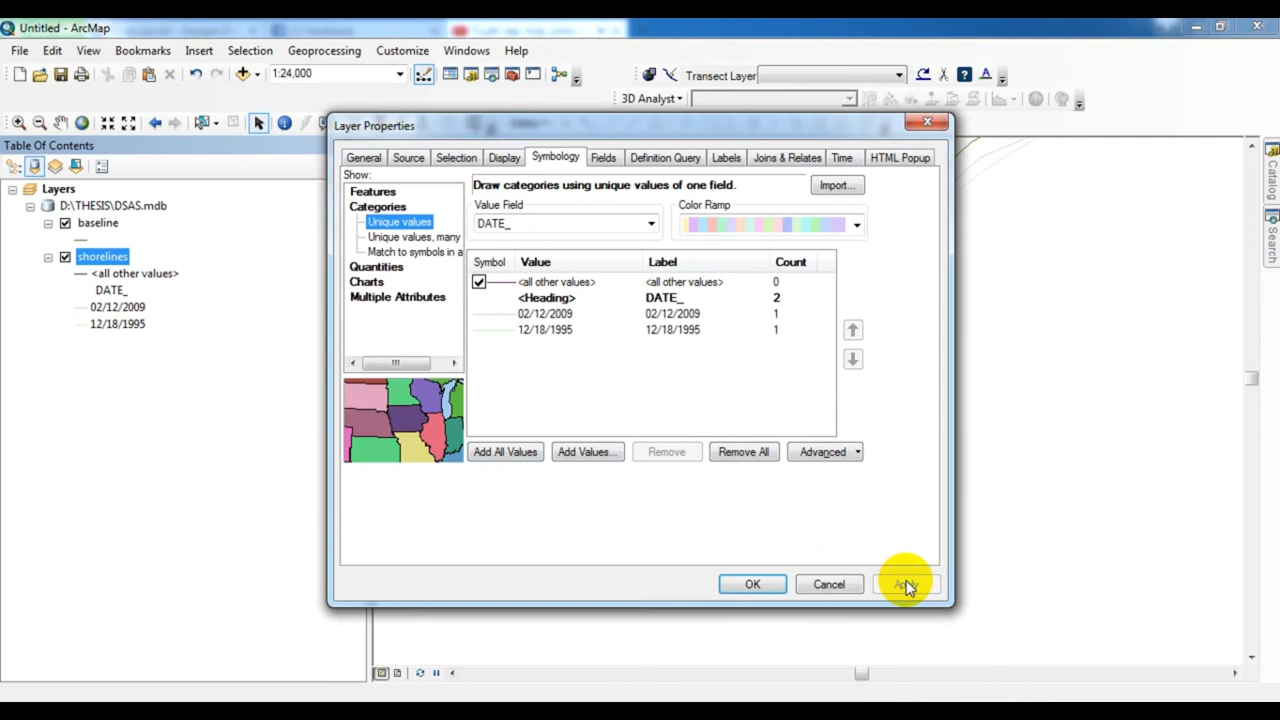 Untitled - ArcMap
File Edit View Bookmarks Insert Selection Geoprocessing Customize Windows Help
1:24,000
Transect Layer
3D Analyst
Table Of Contents
Layers
D:\THESIS\DSAS.mdb
baseline
shorelines
<all other values>
DATE_
02/12/2009
12/18/1995
Layer Properties
General Source Selection Display Symbology Fields Definition Query Labels Joins & Relates Time HTML Popup
Show:
Features
Categories
Unique values
Unique values, many
Match to symbols in a
Quantities
Charts
Multiple Attributes
Draw categories using unique values of one field.
Import...
Value Field
DATE_
Color Ramp
Symbol Value Label Count
<all other values> <all other values> 0
<Heading> DATE_ 2
02/12/2009 02/12/2009 1
12/18/1995 12/18/1995 1
Add All Values Add Values... Remove Remove All Advanced
OK Cancel Apply
Catalog
Search